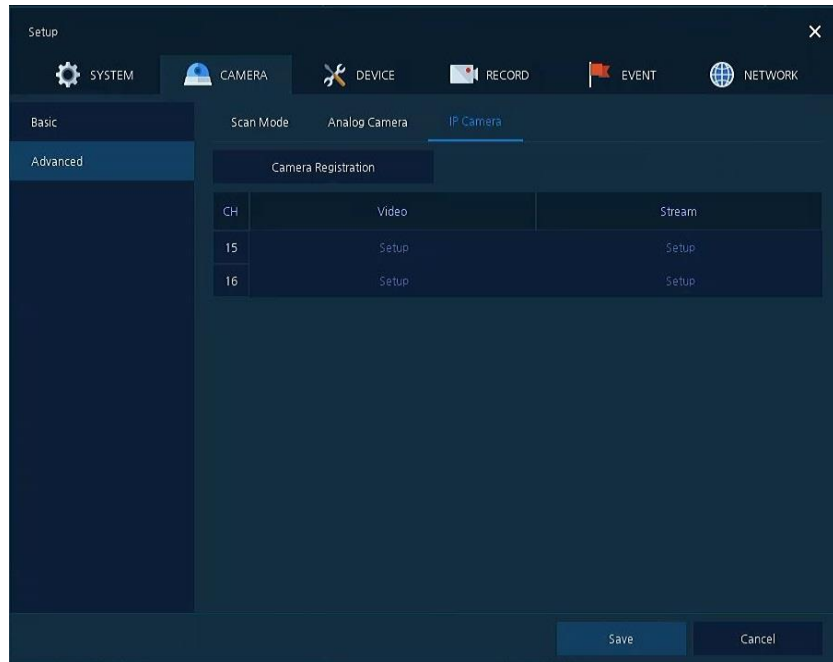 Setup
SYSTEM CAMERA DEVICE RECORD EVENT NETWORK
Basic
Advanced
Scan Mode Analog Camera IP Camera
Camera Registration
CH Video Stream
15 Setup Setup
16 Setup Setup
Save Cancel